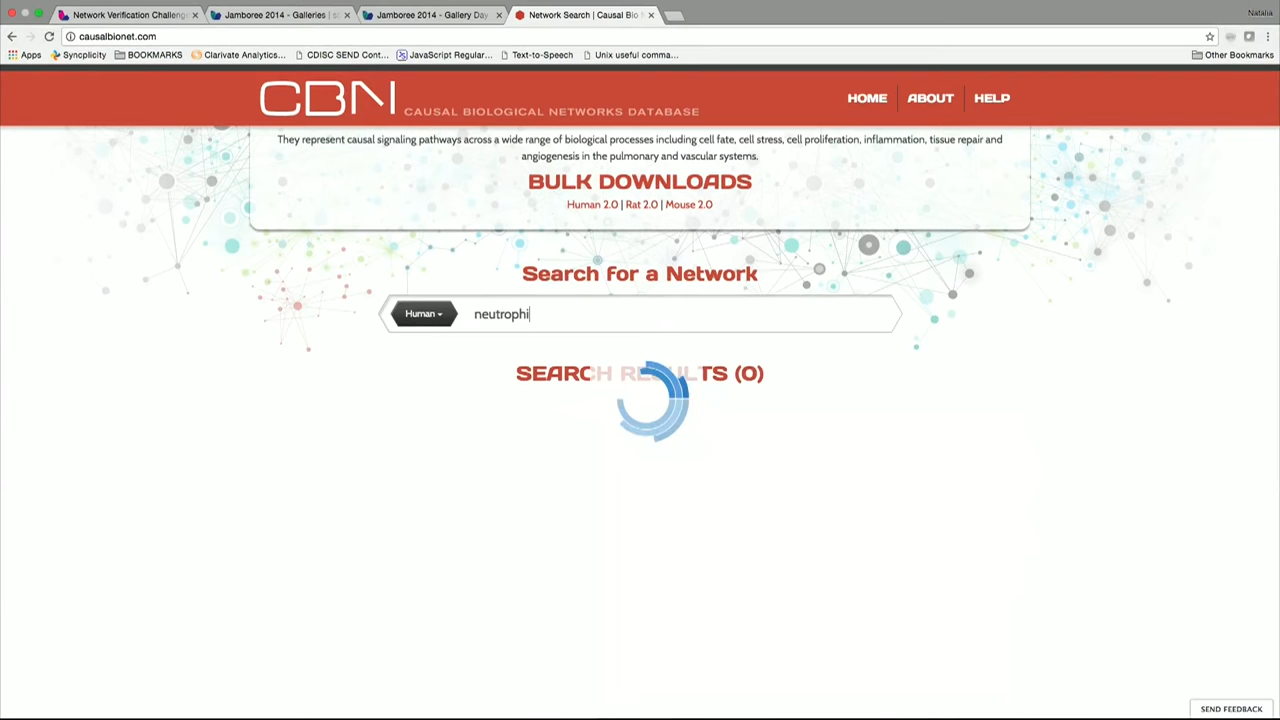 Network Verification Challeng
Jamboree 2014 - Galleries | s
Jamboree 2014 - Gallery Day
Network Search | Causal Bio
Natalia
causalbionet.com
Apps
Syncplicity
BOOKMARKS
Clarivate Analytics...
CDISC SEND Cont...
JavaScript Regular...
Text-to-Speech
Unix useful comma...
Other Bookmarks
CBN CAUSAL BIOLOGICAL NETWORKS DATABASE
HOME
ABOUT
HELP
They represent causal signaling pathways across a wide range of biological processes including cell fate, cell stress, cell proliferation, inflammation, tissue repair and
angiogenesis in the pulmonary and vascular systems.
BULK DOWNLOADS
Human 2.0 | Rat 2.0 | Mouse 2.0
Search for a Network
Human
neutrophi
SEARCH RESULTS (0)
SEND FEEDBACK